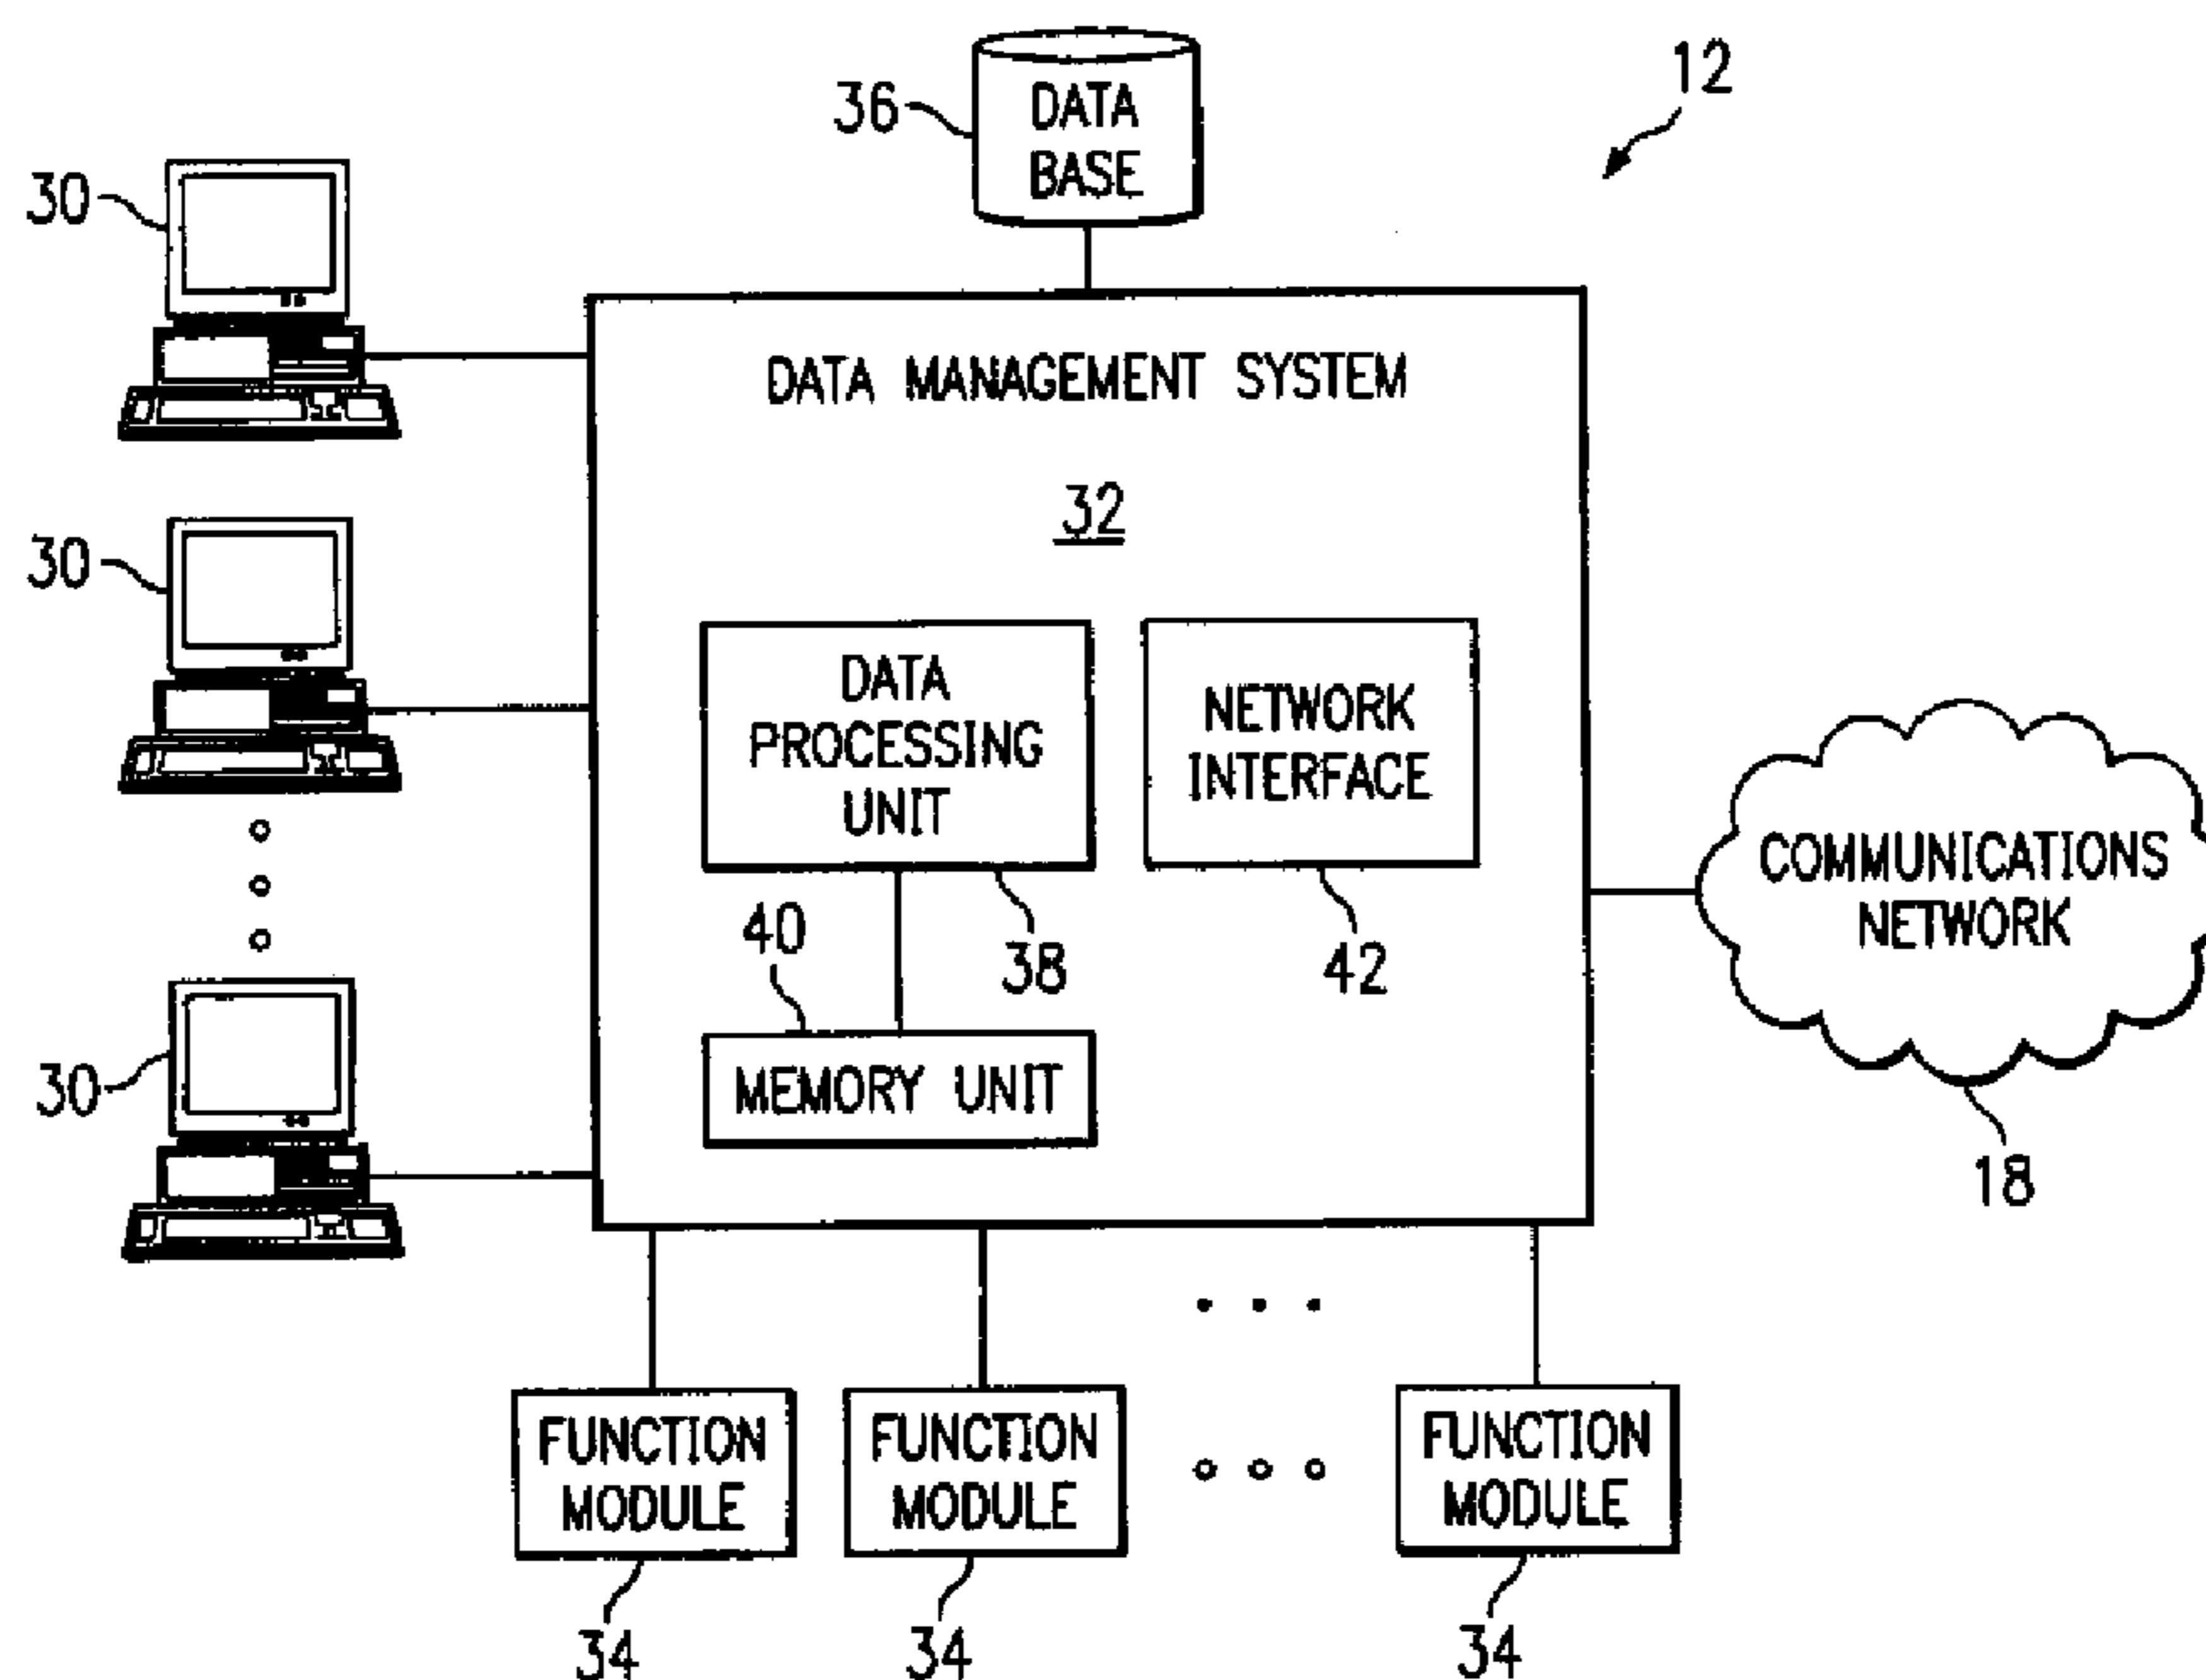 12
36
DATA
BASE
30
DATA MANAGEMENT SYSTEM
32
30
DATA
PROCESSING
UNIT
NETWORK
INTERFACE
COMMUNICATIONS
NETWORK
40
38
42
30
MEMORY UNIT
18
FUNCTION
MODULE
FUNCTION
MODULE
FUNCTION
MODULE
34
34
34